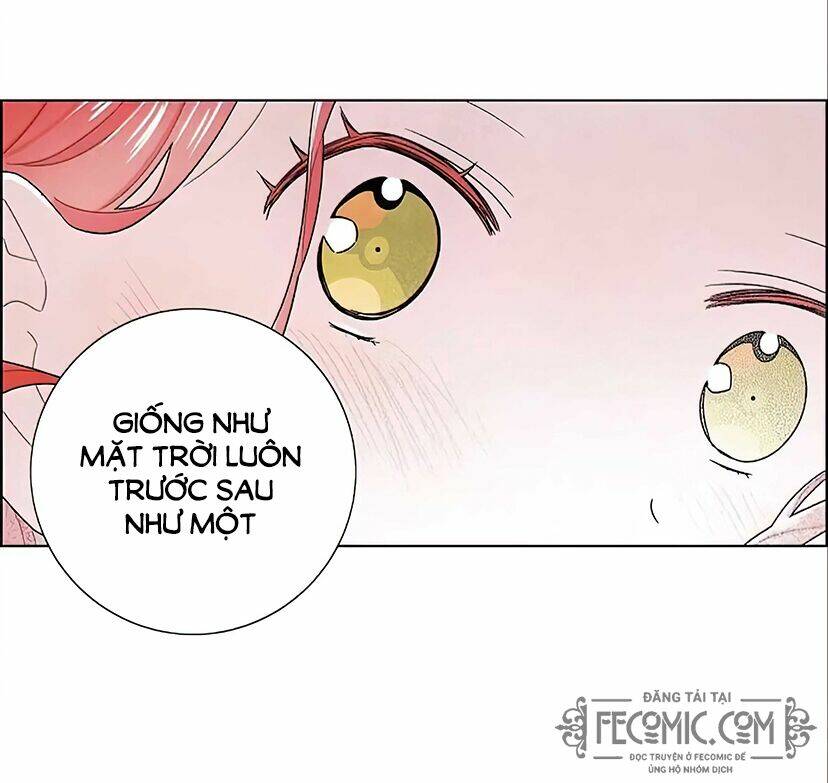 GIỐNG NHƯ
MẶT TRỜI LUÔN
TRƯỚC SAU
NHƯ MỘT
ĐĂNG TẢI TẠI
FECOMIC.COM
ĐỌC TRUYỆN Ở FECOMIC ĐỂ
ỦNG HỘ NHÓM DỊCH